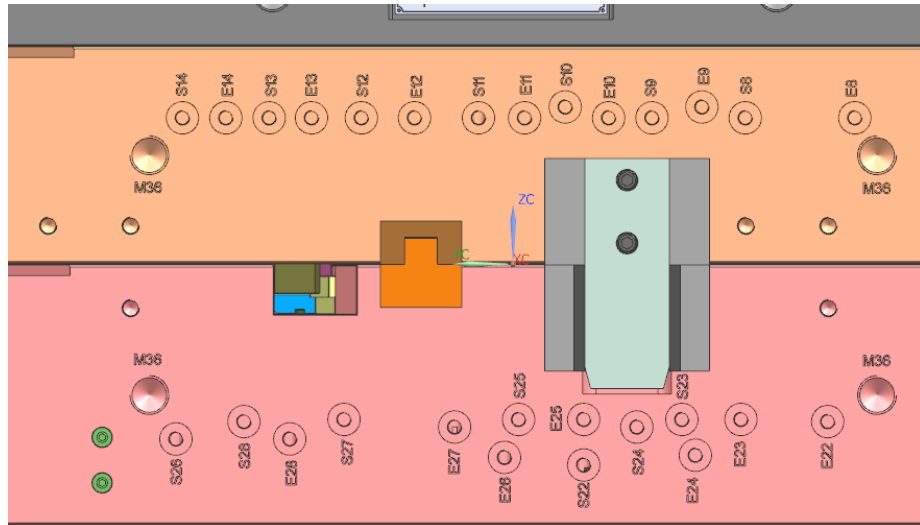 S14 E14 S13 E13 S12 E12 S11 E11 S10 E10 S9 E9 S8 E8
M36 M36
ZC
YC XC
M36 M36
S26 S28 E26 S27 E27 S25 E28 E25 S22 S24 S23 E24 E23 E22